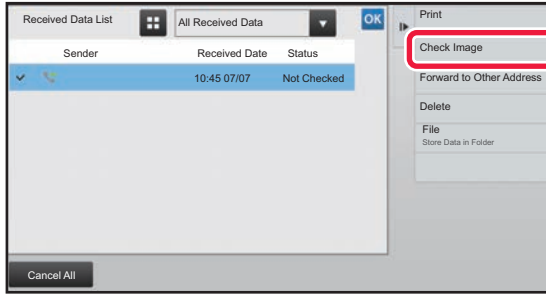 Received Data List
All Received Data
OK
Sender Received Date Status
10:45 07/07 Not Checked
Cancel All
Print
Check Image
Forward to Other Address
Delete
File
Store Data in Folder